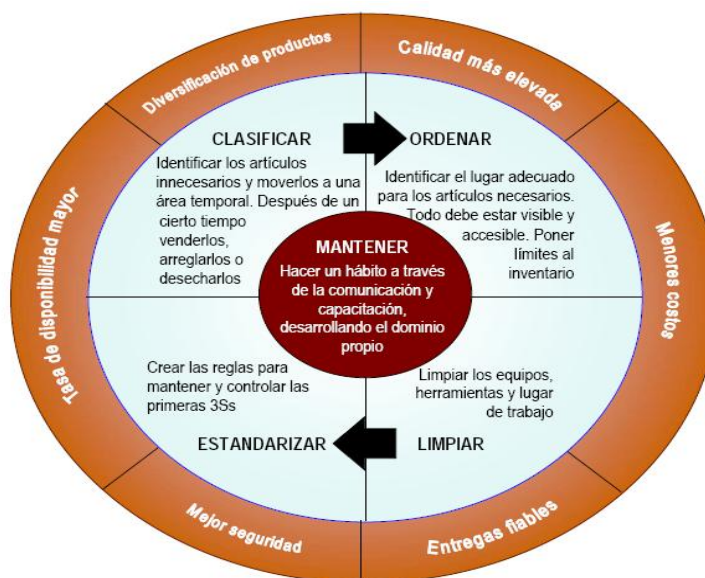 Diversificación de productos
Calidad más elevada
CLASIFICAR
Identificar los artículos
innecesarios y moverlos a una
área temporal. Después de un
cierto tiempo
venderlos,
arreglarlos o
desecharlos
ORDENAR
Identificar el lugar adecuado
para los artículos necesarios.
Todo debe estar visible y
accesible. Poner
límites al
inventario
Tasa de disponibilidad mayor
MANTENER
Hacer un hábito a través
de la comunicación y
capacitación,
desarrollando el dominio
propio
Menores costos
Crear las reglas para
mantener y controlar las
primeras 3Ss
ESTANDARIZAR
Limpiar los equipos,
herramientas y lugar
de trabajo
LIMPIAR
Mejor seguridad
Entregas fiables